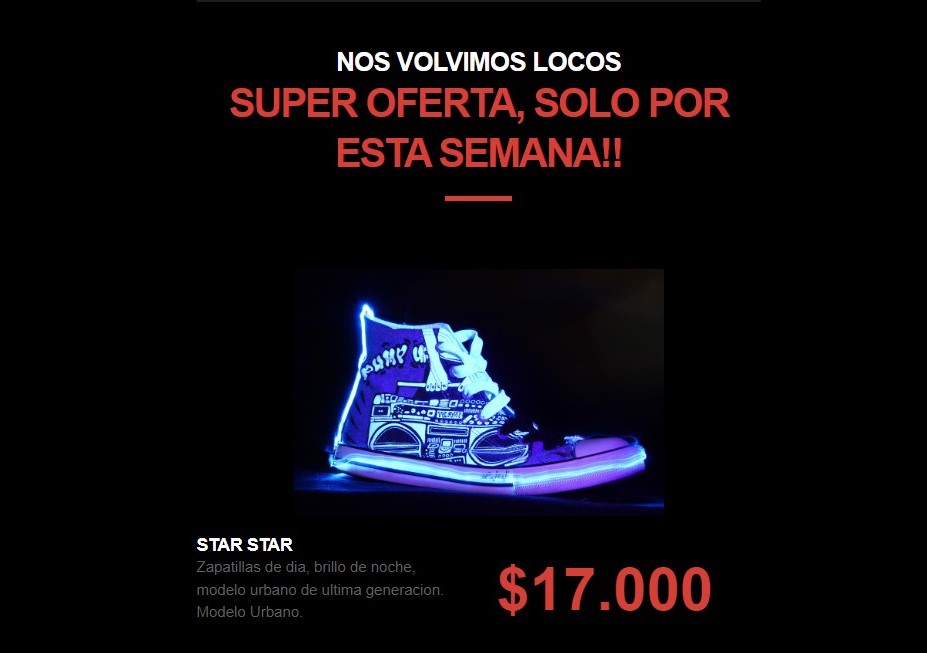 NOS VOLVIMOS LOCOS
SUPER OFERTA, SOLO POR
ESTA SEMANA!!
PUMP
STAR STAR
Zapatillas de dia, brillo de noche,
modelo urbano de ultima generacion.
Modelo Urbano.
$17.000